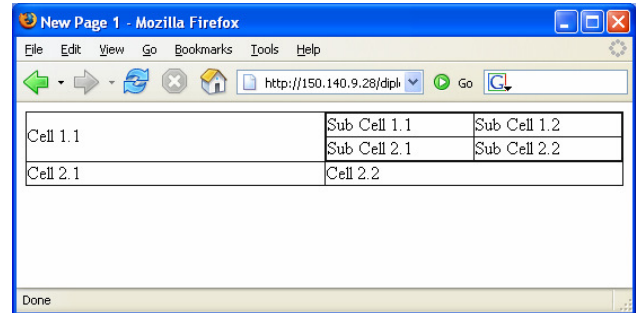 New Page 1 - Mozilla Firefox
File Edit View Go Bookmarks Tools Help
http://150.140.9.28/dipl Go G
Cell 1.1 Sub Cell 1.1 Sub Cell 1.2
Sub Cell 2.1 Sub Cell 2.2
Cell 2.1 Cell 2.2
Done